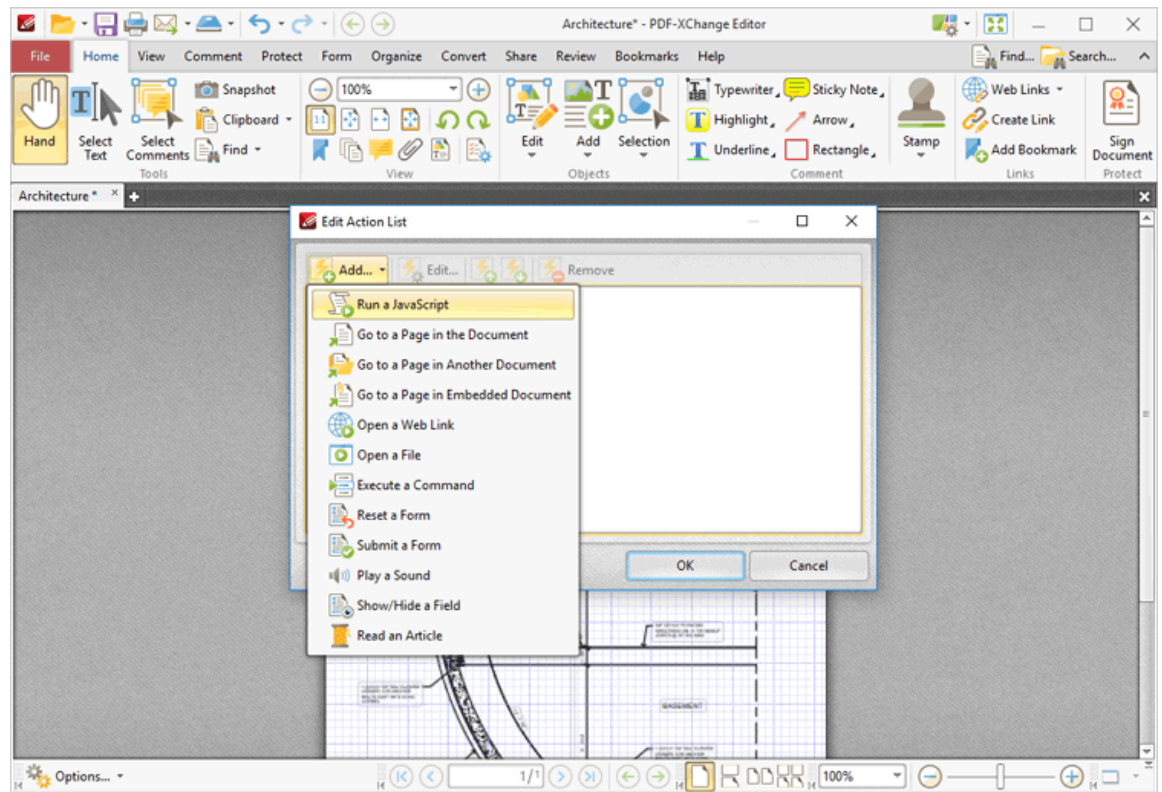 Architecture* - PDF-XChange Editor
File Home View Comment Protect Form Organize Convert Share Review Bookmarks Help Find... Search...
Hand
Select Text
Select Comments
Snapshot
Clipboard
Find
Tools
100%
1:1
View
Edit
Add
Selection
Objects
Typewriter
Sticky Note
Highlight
Arrow
Underline
Rectangle
Stamp
Comment
Web Links
Create Link
Add Bookmark
Links
Sign Document
Protect
Architecture *
Edit Action List
Add... Edit... Remove
Run a JavaScript
Go to a Page in the Document
Go to a Page in Another Document
Go to a Page in Embedded Document
Open a Web Link
Open a File
Execute a Command
Reset a Form
Submit a Form
Play a Sound
Show/Hide a Field
Read an Article
OK Cancel
BASEMENT
Options... 1/1 100%